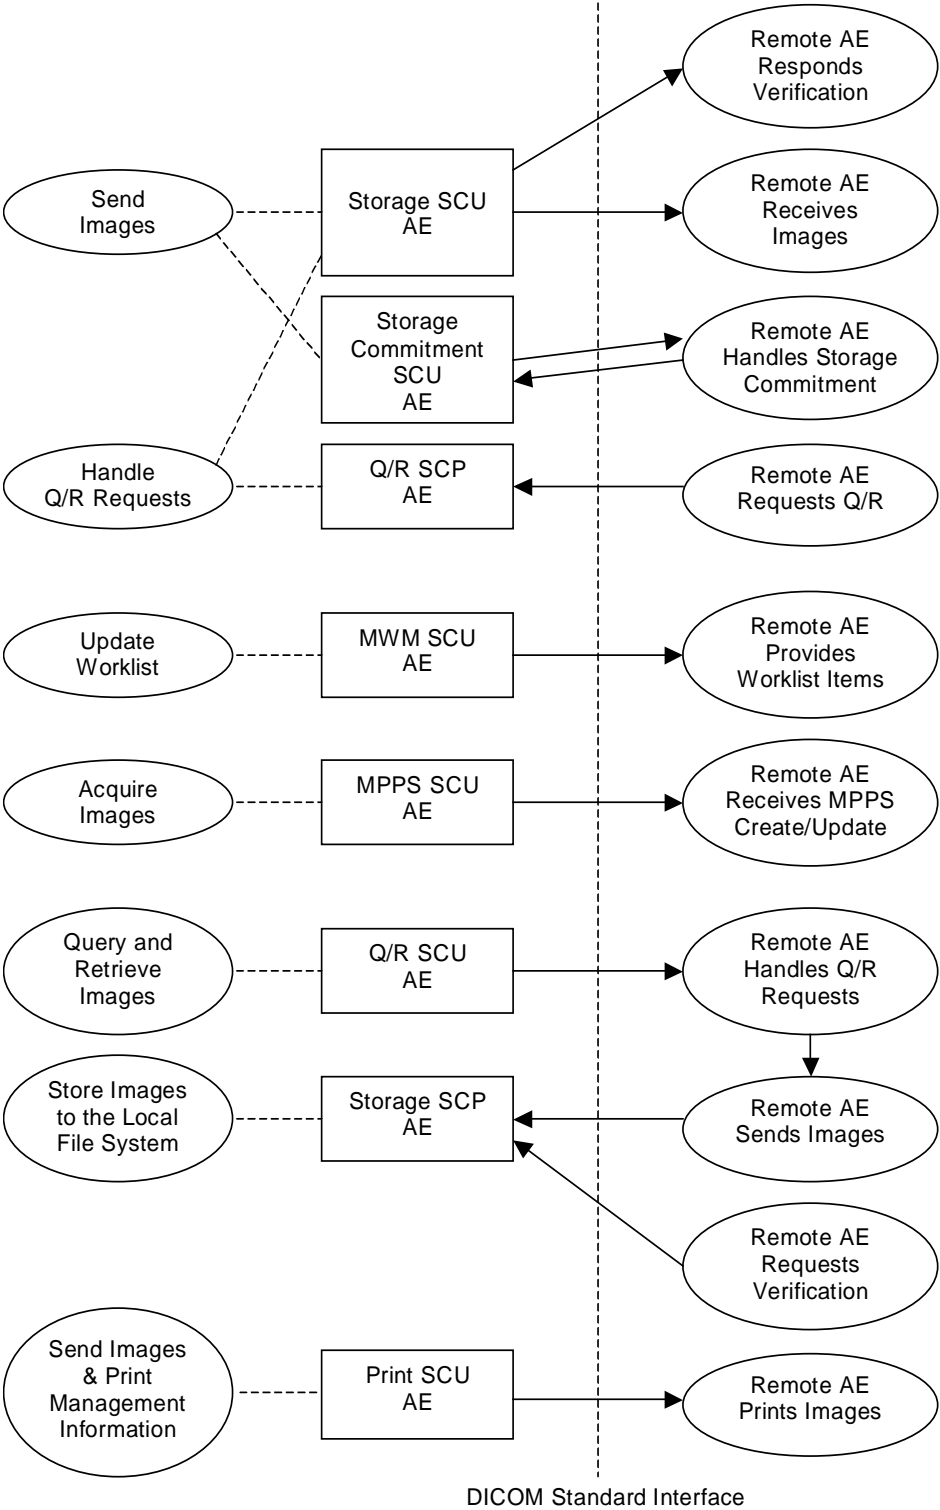 Remote AE
Responds
Verification
Send
Images
Storage SCU
AE
Remote AE
Receives
Images
Storage
Commitment
SCU
AE
Remote AE
Handles Storage
Commitment
Handle
Q/R Requests
Q/R SCP
AE
Remote AE
Requests Q/R
Update
Worklist
MWM SCU
AE
Remote AE
Provides
Worklist Items
Acquire
Images
MPPS SCU
AE
Remote AE
Receives MPPS
Create/Update
Query and
Retrieve
Images
Q/R SCU
AE
Remote AE
Handles Q/R
Requests
Store Images
to the Local
File System
Storage SCP
AE
Remote AE
Sends Images
Remote AE
Requests
Verification
Send Images
& Print
Management
Information
Print SCU
AE
Remote AE
Prints Images
DICOM Standard Interface